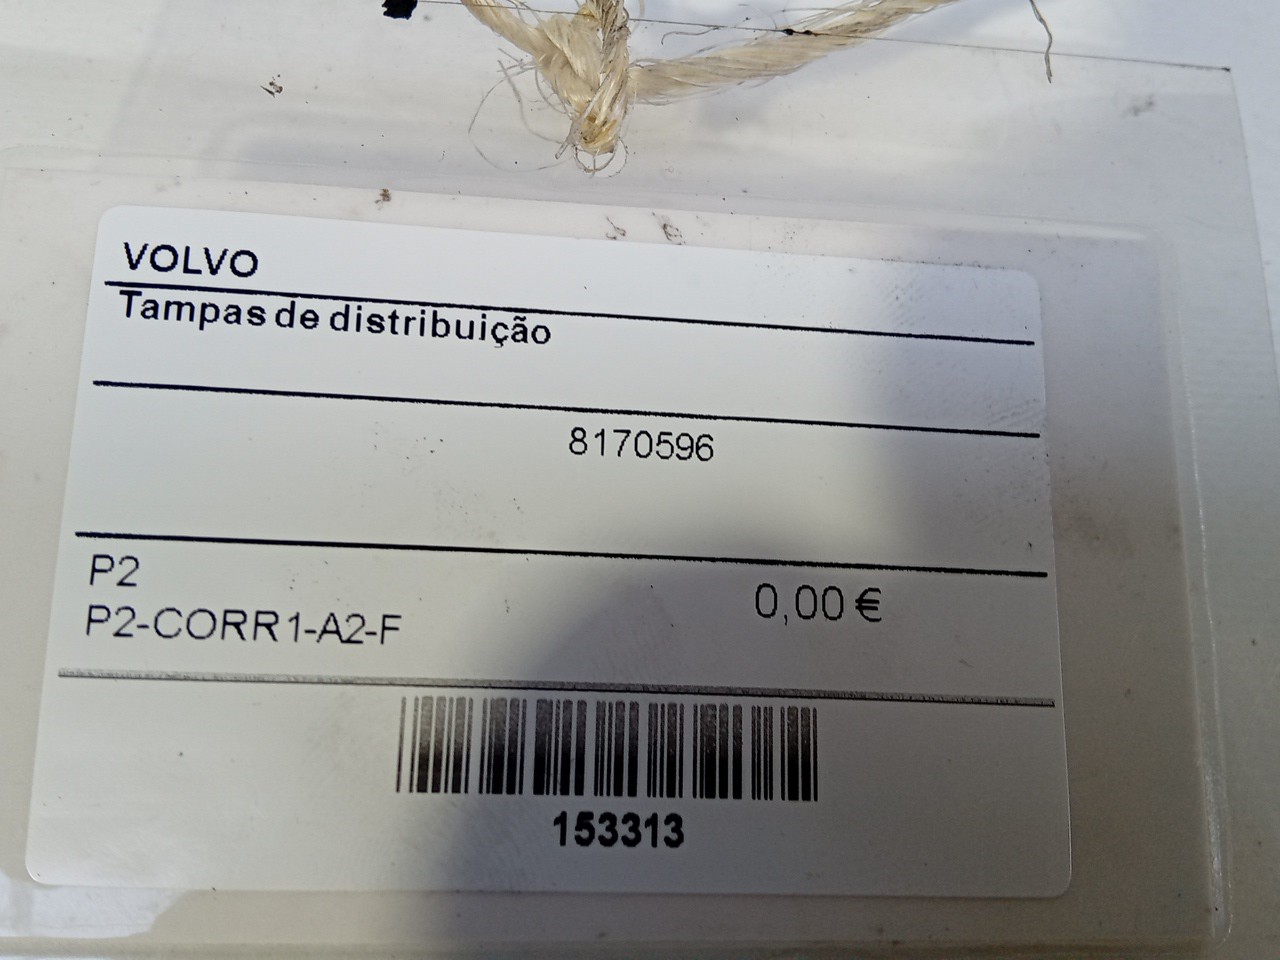 VOLVO
Tampas de distribuição
8170596
P2
0,00 €
P2-CORR1-A2-F
153313